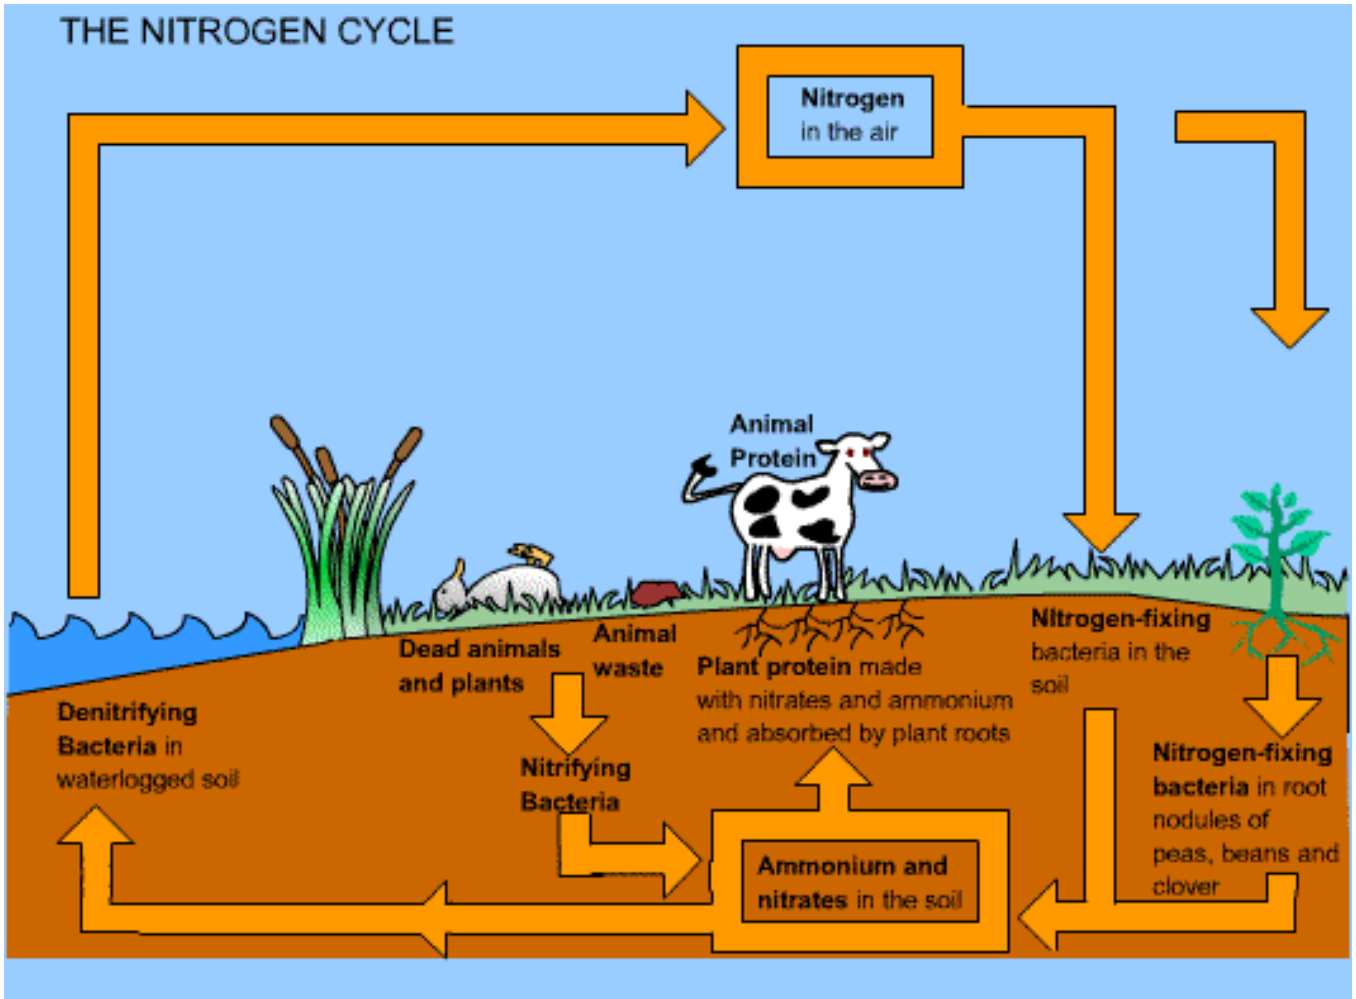 THE NITROGEN CYCLE
Nitrogen
in the air
Animal
Protein
Dead animals
and plants
Animal
waste
Plant protein made
with nitrates and ammonium
and absorbed by plant roots
NItrogen-fixing
bacteria in the
soil
Denitrifying
Bacteria in
waterlogged soil
Nitrifying
Bacteria
Nitrogen-fixing
bacteria in root
nodules of
peas, beans and
clover
Ammonium and
nitrates in the soil